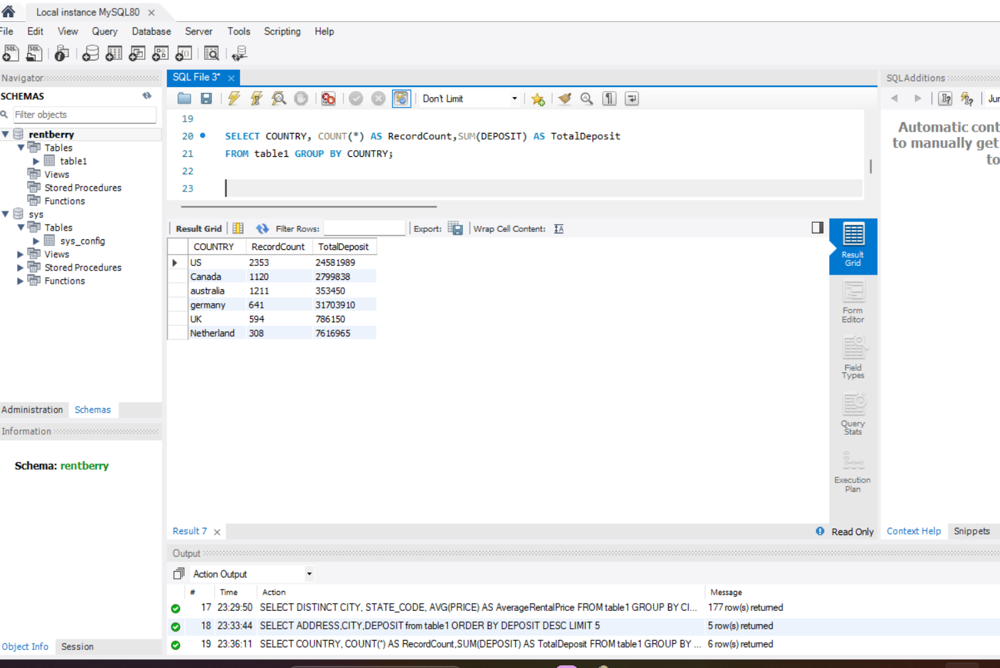 Local instance MySQL80
File Edit View Query Database Server Tools Scripting Help
Navigator
SCHEMAS
Filter objects
rentberry
Tables
table1
Views
Stored Procedures
Functions
sys
Tables
sys_config
Views
Stored Procedures
Functions
Administration Schemas
Information
Schema: rentberry
Object Info Session
SQL File 3*
Don't Limit
19
20 SELECT COUNTRY, COUNT(*) AS RecordCount,SUM(DEPOSIT) AS TotalDeposit
21 FROM table1 GROUP BY COUNTRY;
22
23
Result Grid Filter Rows: Export: Wrap Cell Content:
COUNTRY RecordCount TotalDeposit
US 2353 24581989
Canada 1120 2799838
australia 1211 353450
germany 641 31703910
UK 594 786150
Netherland 308 7616965
Result
Grid
Form
Editor
Field
Types
Query
Stats
Execution
Plan
Result 7
Read Only
Output
Action Output
# Time Action Message
17 23:29:50 SELECT DISTINCT CITY, STATE_CODE, AVG(PRICE) AS AverageRentalPrice FROM table1 GROUP BY CI... 177 row(s) returned
18 23:33:44 SELECT ADDRESS,CITY,DEPOSIT from table1 ORDER BY DEPOSIT DESC LIMIT 5 5 row(s) returned
19 23:36:11 SELECT COUNTRY, COUNT(*) AS RecordCount,SUM(DEPOSIT) AS TotalDeposit FROM table1 GROUP BY ... 6 row(s) returned
SQLAdditions
Jun
Automatic cont
to manually get
to
Context Help Snippets